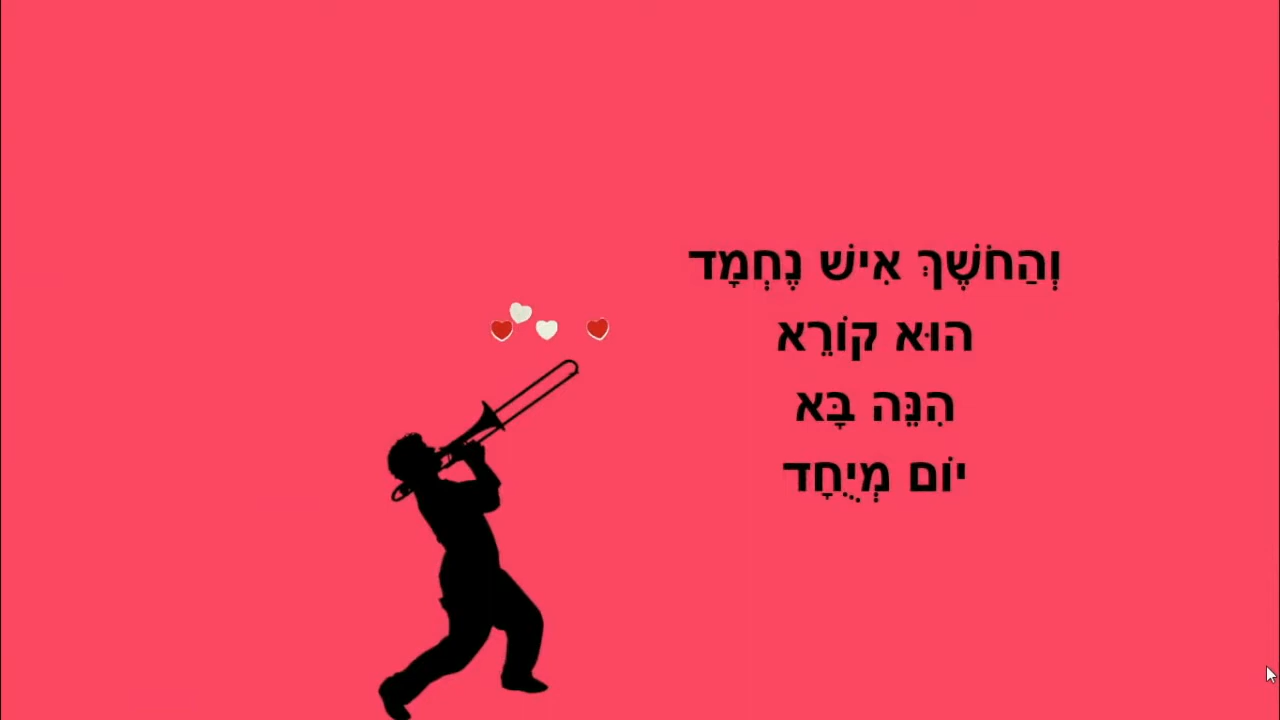 וְהַחֹשֶׁךְ אִישׁ נֶחְמָד
הוּא קוֹרֵא
הִנֵּה בָּא
יוֹם מְיֻחָד